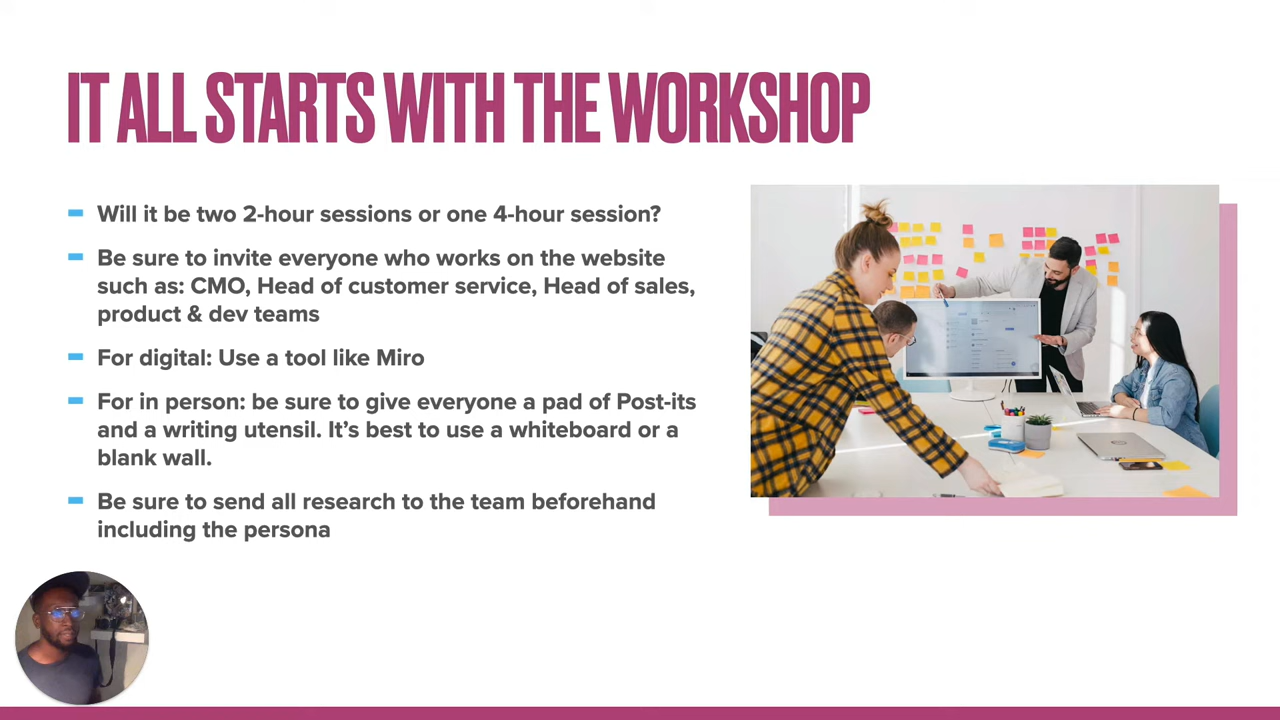 IT ALL STARTS WITH THE WORKSHOP
Will it be two 2-hour sessions or one 4-hour session?
Be sure to invite everyone who works on the website
such as: CMO, Head of customer service, Head of sales,
product & dev teams
For digital: Use a tool like Miro
For in person: be sure to give everyone a pad of Post-its
and a writing utensil. It’s best to use a whiteboard or a
blank wall.
Be sure to send all research to the team beforehand
including the persona